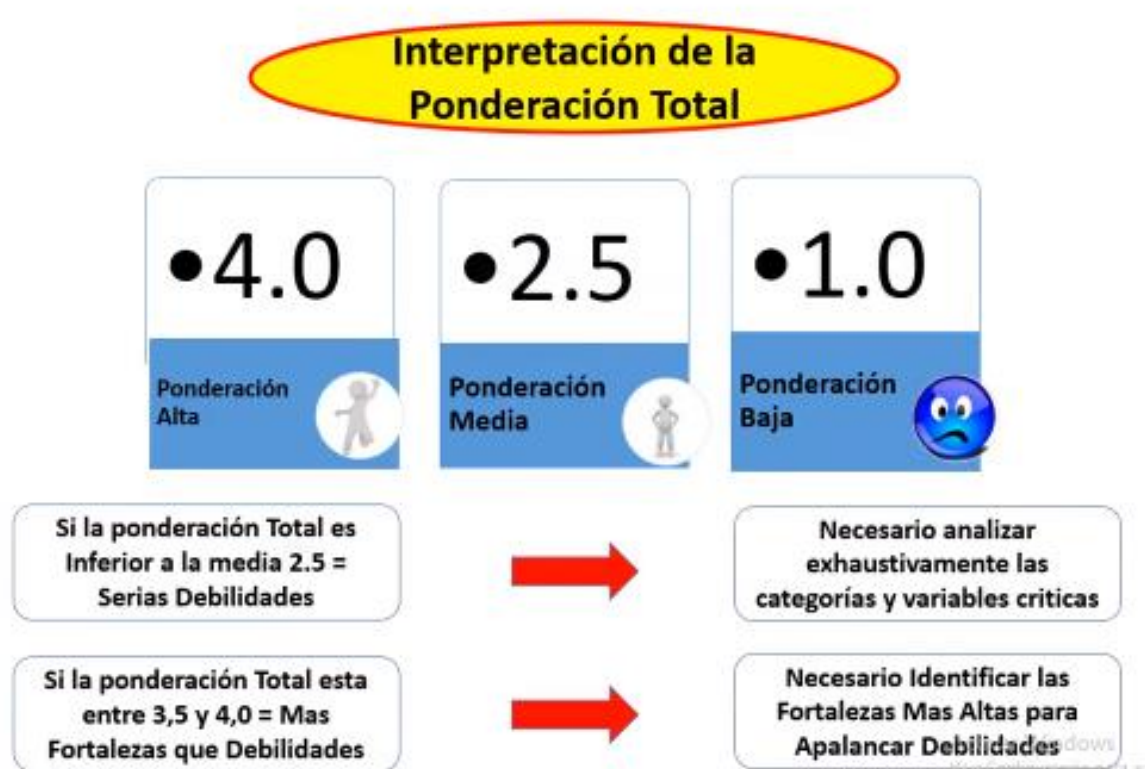 Interpretación de la
Ponderación Total
•4.0
Ponderación
Alta
•2.5
Ponderación
Media
•1.0
Ponderación
Baja
Si la ponderación Total es
Inferior a la media 2.5 =
Serias Debilidades
Necesario analizar
exhaustivamente las
categorías y variables criticas
Si la ponderación Total esta
entre 3,5 y 4,0 = Mas
Fortalezas que Debilidades
Necesario Identificar las
Fortalezas Mas Altas para
Apalancar Debilidades